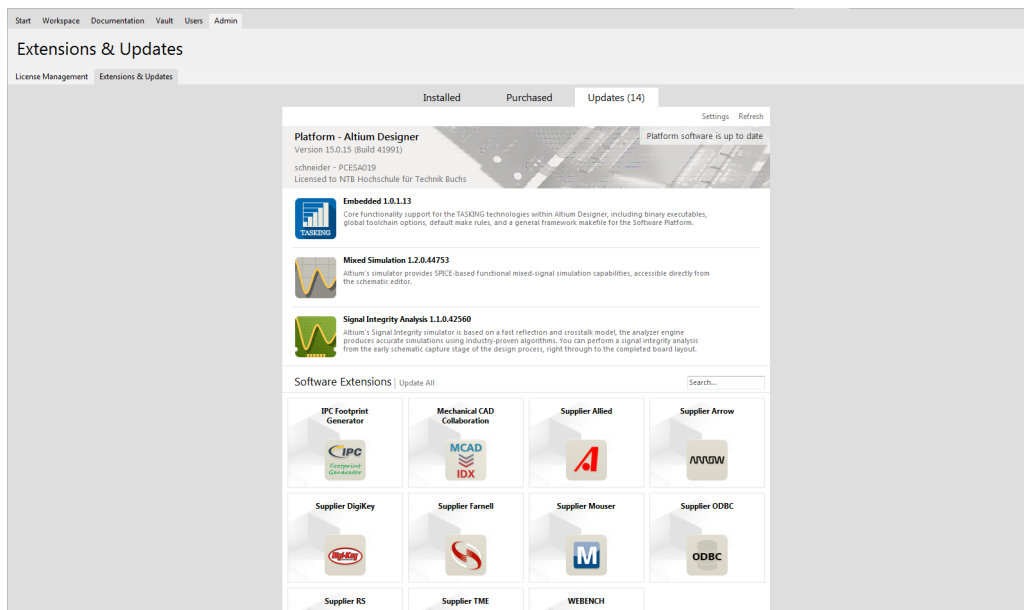 Start Workspace Documentation Vault Users Admin
Extensions & Updates
License Management Extensions & Updates
Installed Purchased Updates (14)
Settings Refresh
Platform - Altium Designer
Platform software is up to date
Version 15.0.15 (Build 41991)
schneider - PCESA019
Licensed to NTB Hochschule für Technik Buchs
Embedded 1.0.1.13
Core functionality support for the TASKING technologies within Altium Designer, including binary executables,
global toolchain options, default make rules, and a general framework makefile for the Software Platform.
TASKING
Mixed Simulation 1.2.0.44753
Altium's simulator provides SPICE-based functional mixed-signal simulation capabilities, accessible directly from
the schematic editor.
Signal Integrity Analysis 1.1.0.42560
Altium's Signal Integrity simulator is based on a fast reflection and crosstalk model, the analyzer engine
produces accurate simulations using industry-proven algorithms. You can perform a signal integrity analysis
from the early schematic capture stage of the design process, right through to the completed board layout.
Software Extensions | Update All
Search...
IPC Footprint
Generator
Mechanical CAD
Collaboration
Supplier Allied
Supplier Arrow
IPC
Footprint
Generator
MCAD
IDX
ARROW
Supplier DigiKey
Supplier Farnell
Supplier Mouser
Supplier ODBC
Digi-Key
M
ODBC
Supplier RS
Supplier TME
WEBENCH